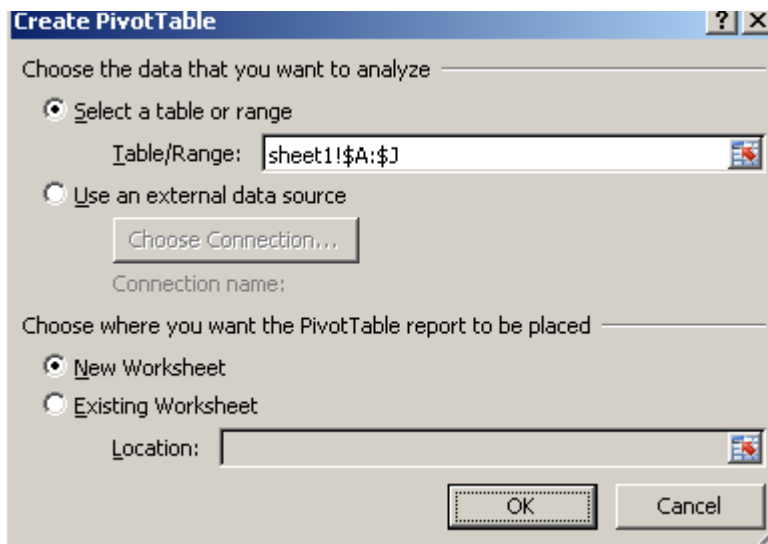 Create PivotTable
?
Choose the data that you want to analyze
Select a table or range
Table/Range: sheet1!$A:$J
Use an external data source
Choose Connection...
Connection name:
Choose where you want the PivotTable report to be placed
New Worksheet
Existing Worksheet
Location:
OK Cancel